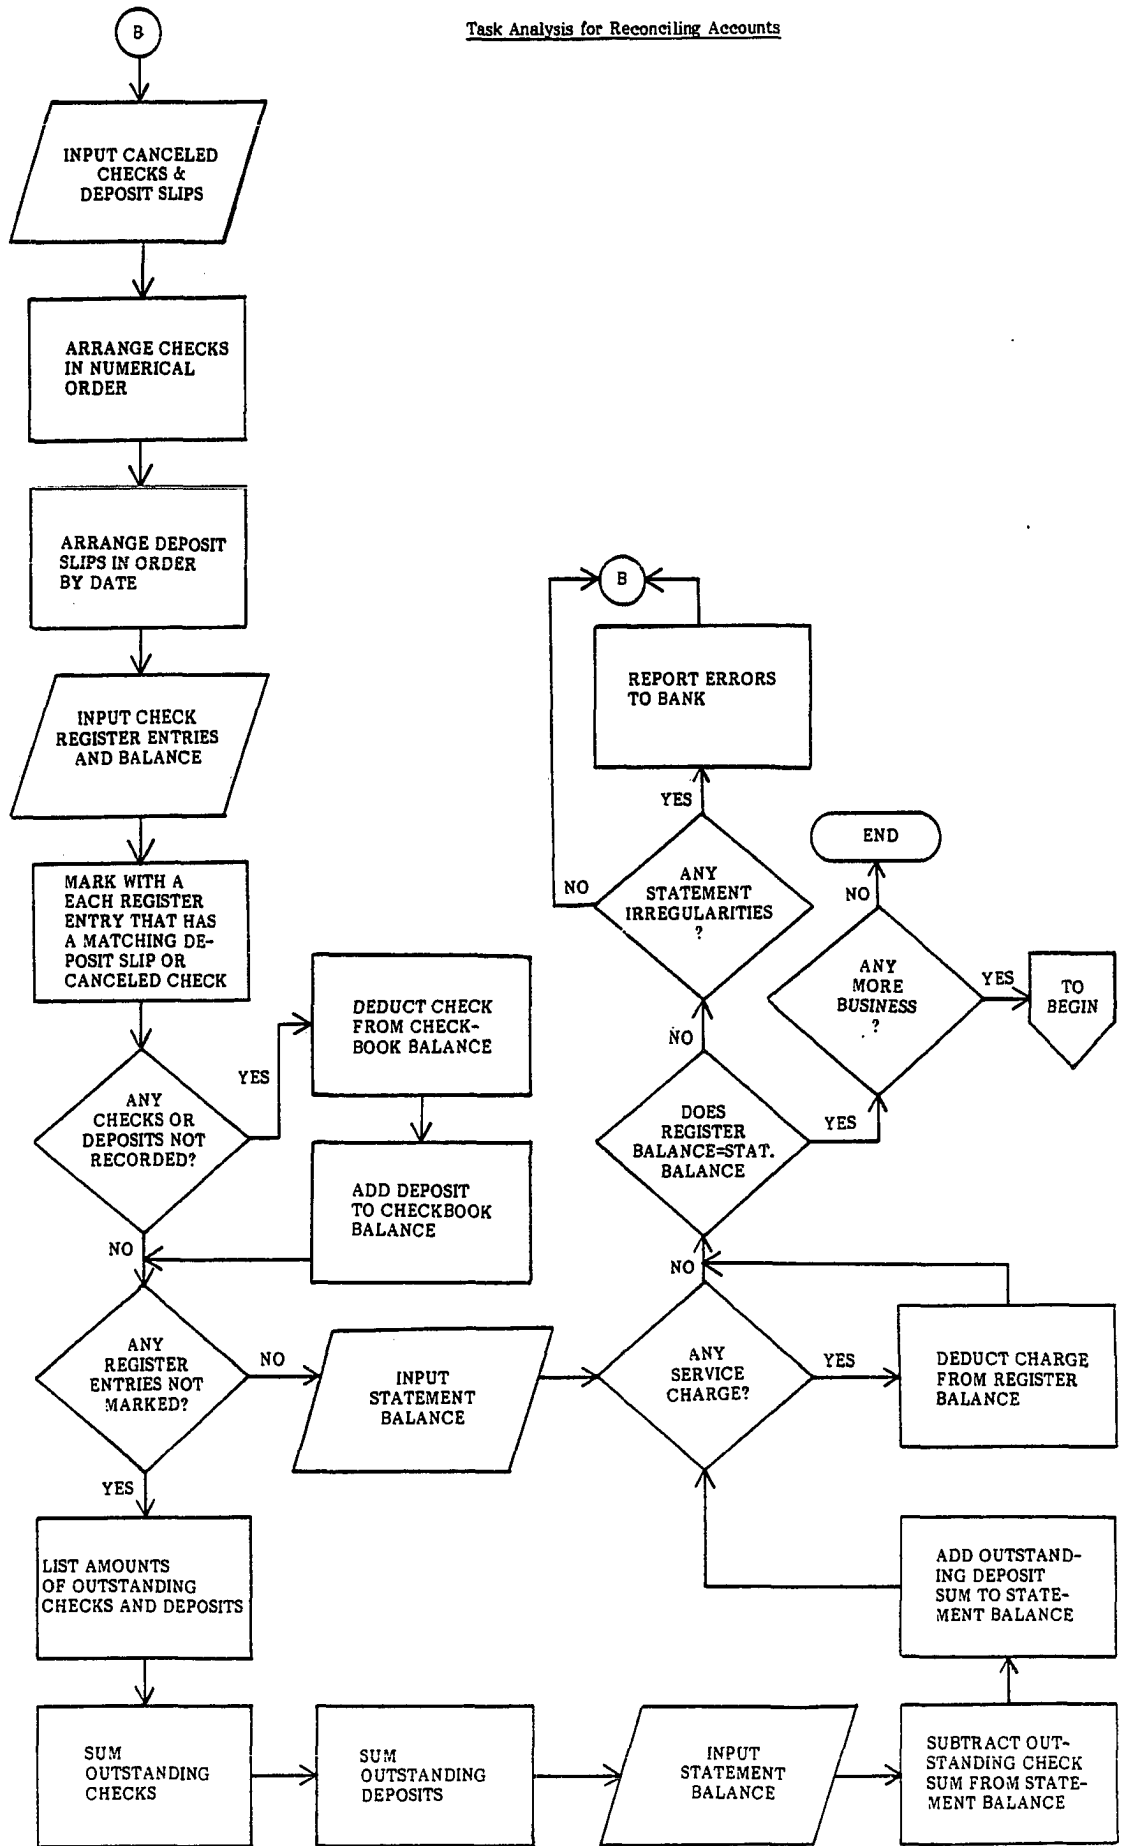 Task Analysis for Reconciling Accounts
B
INPUT CANCELED
CHECKS &
DEPOSIT SLIPS
ARRANGE CHECKS
IN NUMERICAL
ORDER
ARRANGE DEPOSIT
SLIPS IN ORDER
BY DATE
INPUT CHECK
REGISTER ENTRIES
AND BALANCE
MARK WITH A
EACH REGISTER
ENTRY THAT HAS
A MATCHING DE-
POSIT SLIP OR
CANCELED CHECK
ANY
CHECKS OR
DEPOSITS NOT
RECORDED?
YES
DEDUCT CHECK
FROM CHECK-
BOOK BALANCE
ADD DEPOSIT
TO CHECKBOOK
BALANCE
NO
ANY
REGISTER
ENTRIES NOT
MARKED?
NO
INPUT
STATEMENT
BALANCE
YES
LIST AMOUNTS
OF OUTSTANDING
CHECKS AND DEPOSITS
SUM
OUTSTANDING
CHECKS
SUM
OUTSTANDING
DEPOSITS
INPUT
STATEMENT
BALANCE
SUBTRACT OUT-
STANDING CHECK
SUM FROM STATE-
MENT BALANCE
ADD OUTSTAND-
ING DEPOSIT
SUM TO STATE-
MENT BALANCE
ANY
SERVICE
CHARGE?
YES
DEDUCT CHARGE
FROM REGISTER
BALANCE
NO
DOES
REGISTER
BALANCE=STAT.
BALANCE
YES
NO
ANY
MORE
BUSINESS
?
YES
TO
BEGIN
NO
END
ANY
STATEMENT
IRREGULARITIES
?
NO
YES
REPORT ERRORS
TO BANK
B